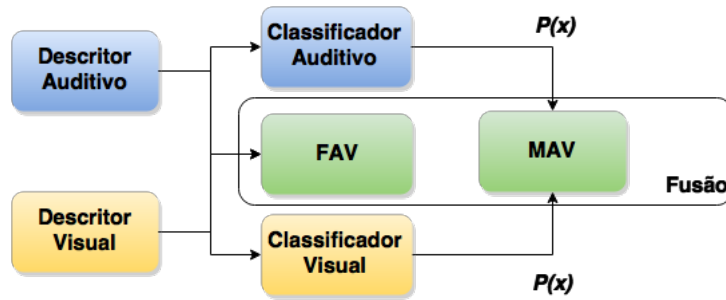 Descritor
Auditivo
Classificador
Auditivo
P(x)
FAV
MAV
Fusão
Descritor
Visual
Classificador
Visual
P(x)